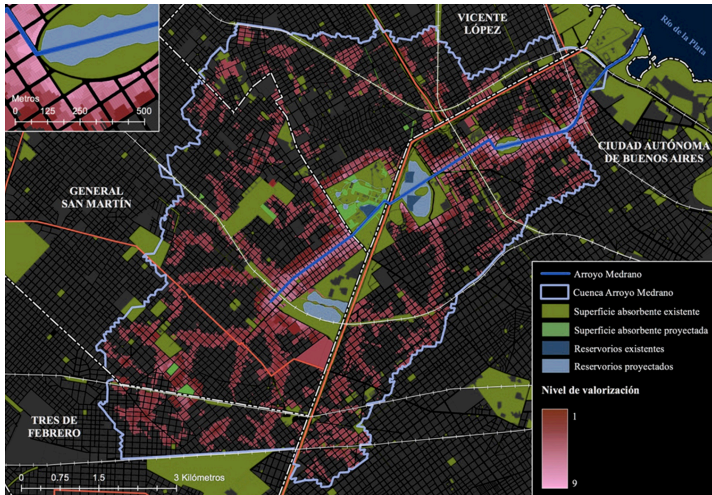 Metros
0 125 250 500
VICENTE
LÓPEZ
Río de la Plata
CIUDAD AUTÓNOMA
DE BUENOS AIRES
GENERAL
SAN MARTÍN
TRES DE
FEBRERO
0 0.75 1.5 3 Kilómetros
Arroyo Medrano
Cuenca Arroyo Medrano
Superficie absorbente existente
Superficie absorbente proyectada
Reservorios existentes
Reservorios proyectados
Nivel de valorización
1
9